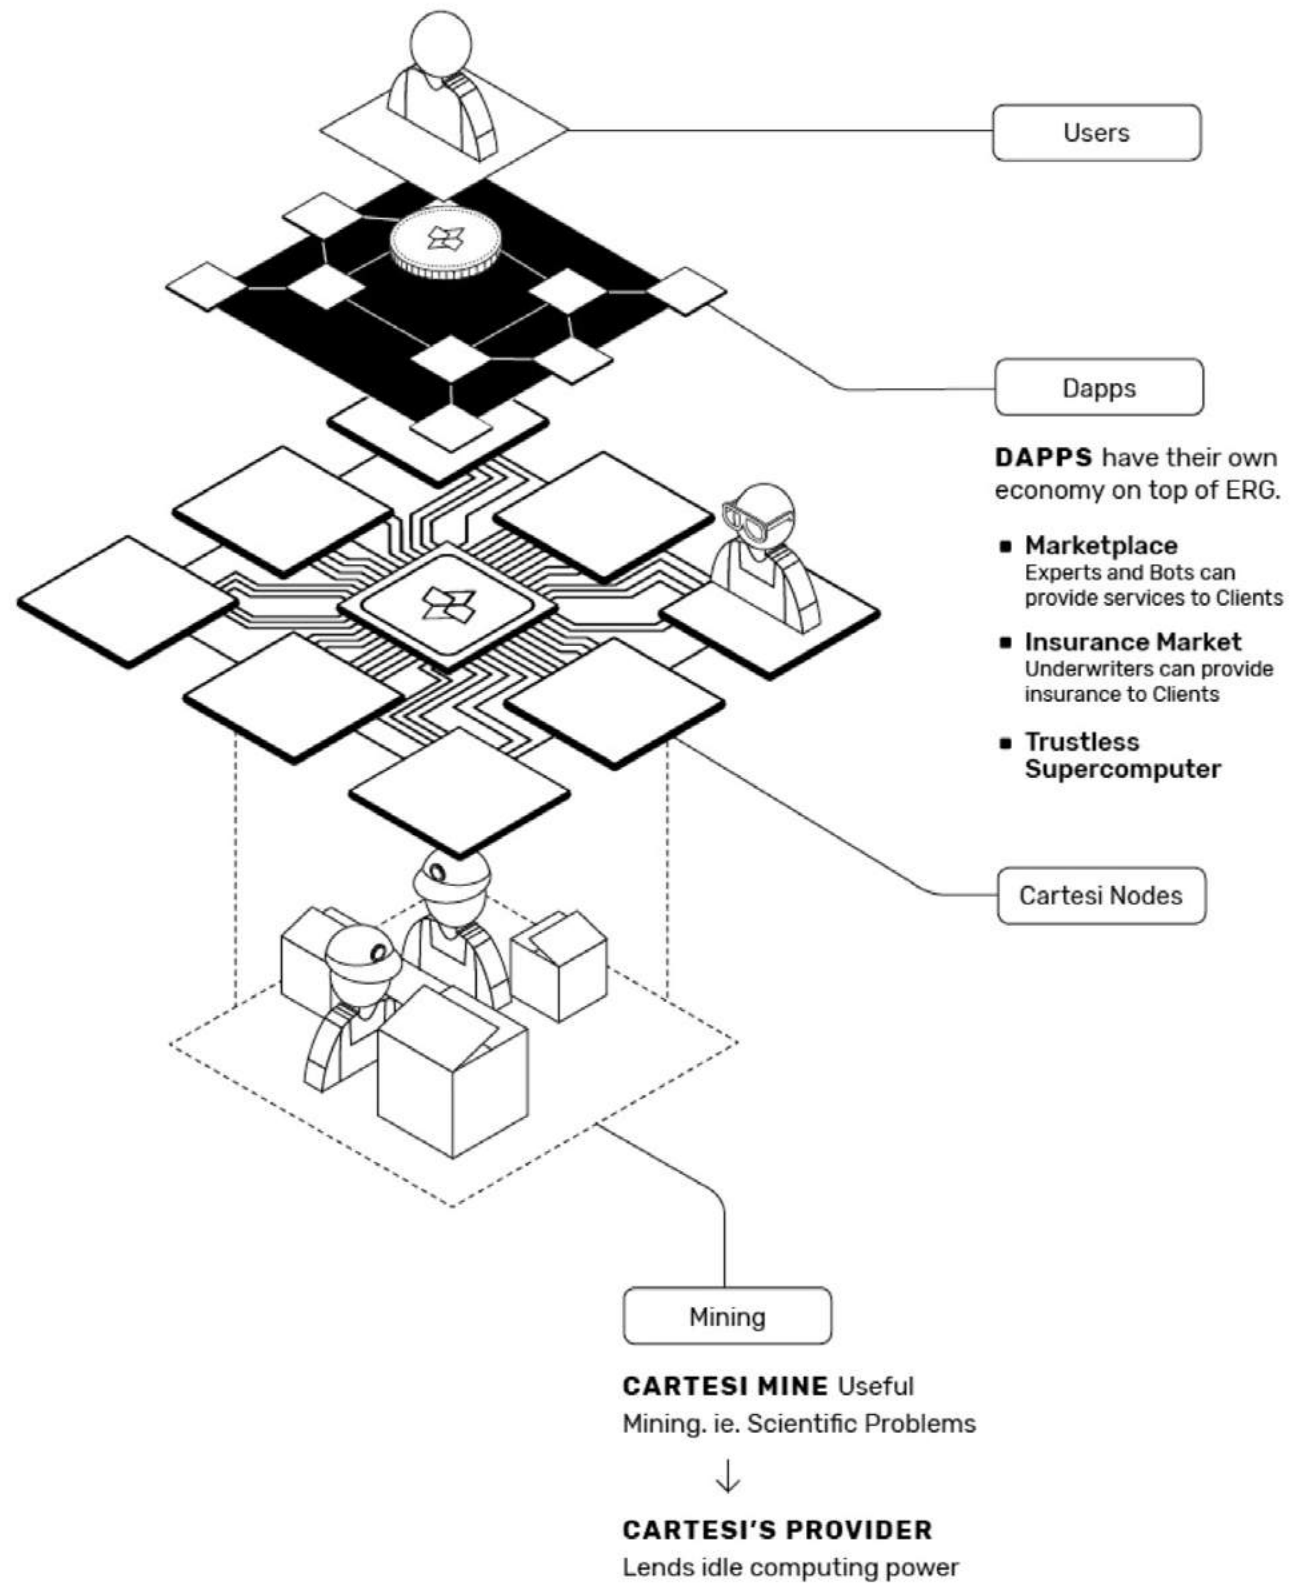 Users
Dapps
DAPPS have their own
economy on top of ERG.
▪ Marketplace
Experts and Bots can
provide services to Clients
▪ Insurance Market
Underwriters can provide
insurance to Clients
▪ Trustless
Supercomputer
Cartesi Nodes
Mining
CARTESI MINE Useful
Mining. ie. Scientific Problems
↓
CARTESI’S PROVIDER
Lends idle computing power